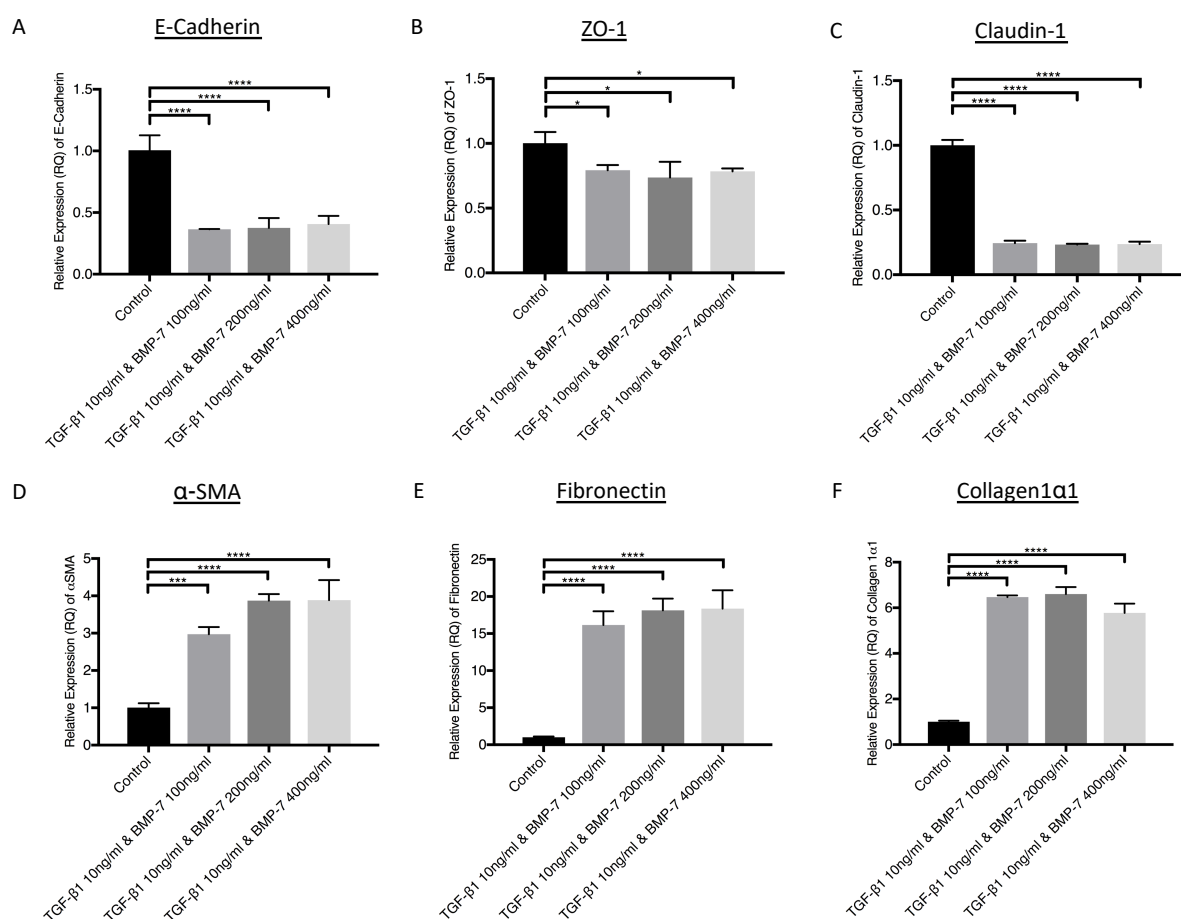 A
E-Cadherin
Relative Expression (RQ) of E-Cadherin
1.5
1.0
0.5
0.0
****
****
****
Control
TGF-β1 10ng/ml & BMP-7 100ng/ml
TGF-β1 10ng/ml & BMP-7 200ng/ml
TGF-β1 10ng/ml & BMP-7 400ng/ml
B
ZO-1
Relative Expression (RQ) of ZO-1
1.5
1.0
0.5
0.0
*
*
*
Control
TGF-β1 10ng/ml & BMP-7 100ng/ml
TGF-β1 10ng/ml & BMP-7 200ng/ml
TGF-β1 10ng/ml & BMP-7 400ng/ml
C
Claudin-1
Relative Expression (RQ) of Claudin-1
1.5
1.0
0.5
0.0
****
****
****
Control
TGF-β1 10ng/ml & BMP-7 100ng/ml
TGF-β1 10ng/ml & BMP-7 200ng/ml
TGF-β1 10ng/ml & BMP-7 400ng/ml
D
α-SMA
Relative Expression (RQ) of αSMA
5
4
3
2
1
0
****
****
***
Control
TGF-β1 10ng/ml & BMP-7 100ng/ml
TGF-β1 10ng/ml & BMP-7 200ng/ml
TGF-β1 10ng/ml & BMP-7 400ng/ml
E
Fibronectin
Relative Expression (RQ) of Fibronectin
25
20
15
10
5
0
****
****
****
Control
TGF-β1 10ng/ml & BMP-7 100ng/ml
TGF-β1 10ng/ml & BMP-7 200ng/ml
TGF-β1 10ng/ml & BMP-7 400ng/ml
F
Collagen1α1
Relative Expression (RQ) of Collagen 1α1
8
6
4
2
0
****
****
****
Control
TGF-β1 10ng/ml & BMP-7 100ng/ml
TGF-β1 10ng/ml & BMP-7 200ng/ml
TGF-β1 10ng/ml & BMP-7 400ng/ml